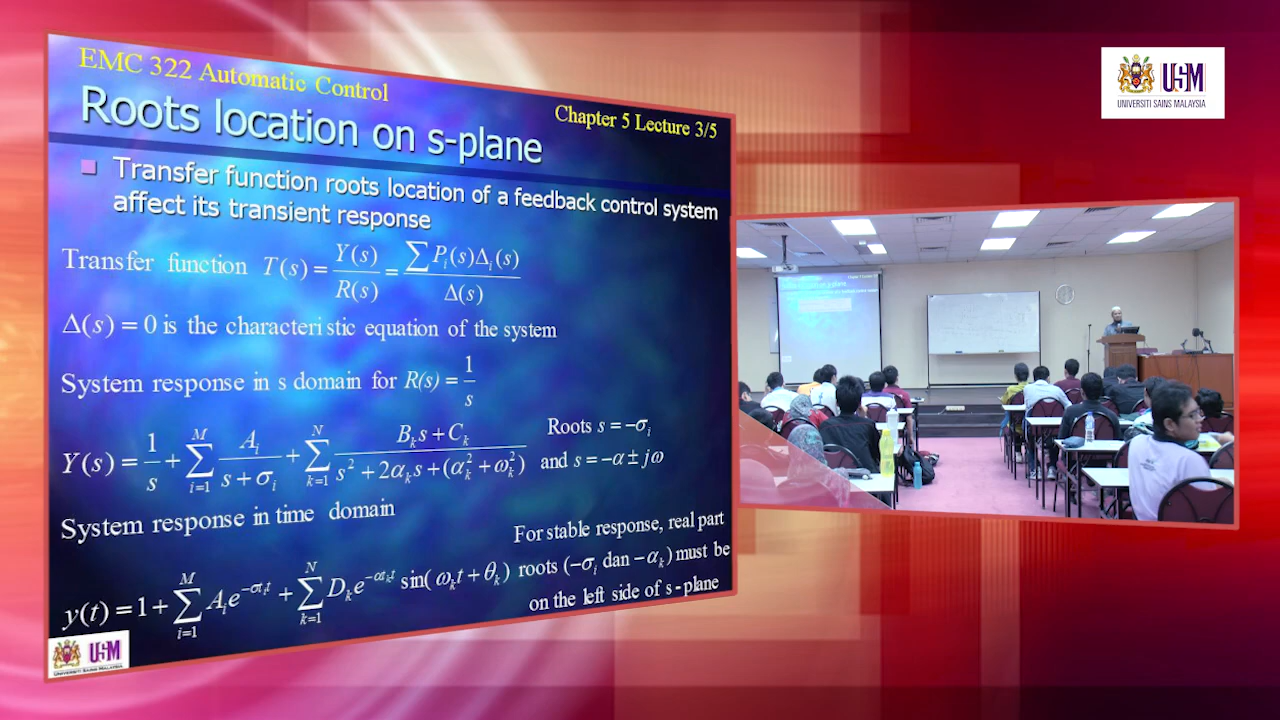 EMC 322 Automatic Control
Chapter 5 Lecture 3/5
Roots location on s-plane
Transfer function roots location of a feedback control system
affect its transient response
Transfer function T(s) = Y(s)/R(s) = ∑P_i(s)Δ_i(s)/Δ(s)
Δ(s) = 0 is the characteristic equation of the system
System response in s domain for R(s) = 1/s
Y(s) = 1/s + ∑_{i=1}^{M} A_i/(s+σ_i) + ∑_{k=1}^{N} (B_k s + C_k)/(s² + 2α_k s + (α_k² + ω_k²))
Roots s = −σ_i
and s = −α ± jω
System response in time domain
y(t) = 1 + ∑_{i=1}^{M} A_i e^{−σ_i t} + ∑_{k=1}^{N} D_k e^{−α_k t} sin(ω_k t + θ_k)
For stable response, real part
roots (−σ_i dan −α_k) must be
on the left side of s - plane
USM
UNIVERSITI SAINS MALAYSIA
USM
UNIVERSITI SAINS MALAYSIA